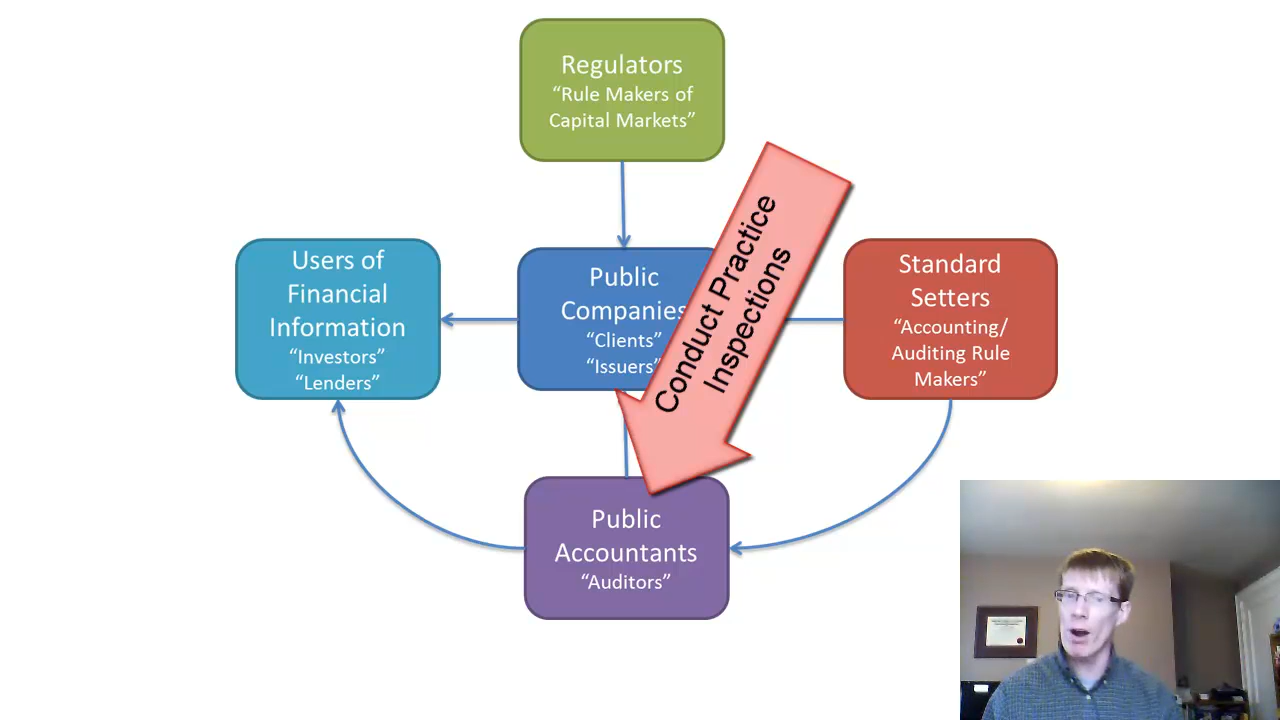 Regulators
“Rule Makers of
Capital Markets”
Users of
Financial
Information
“Investors”
“Lenders”
Public
Companies
“Clients”
“Issuers”
Conduct Practice
Inspections
Standard
Setters
“Accounting/
Auditing Rule
Makers”
Public
Accountants
“Auditors”